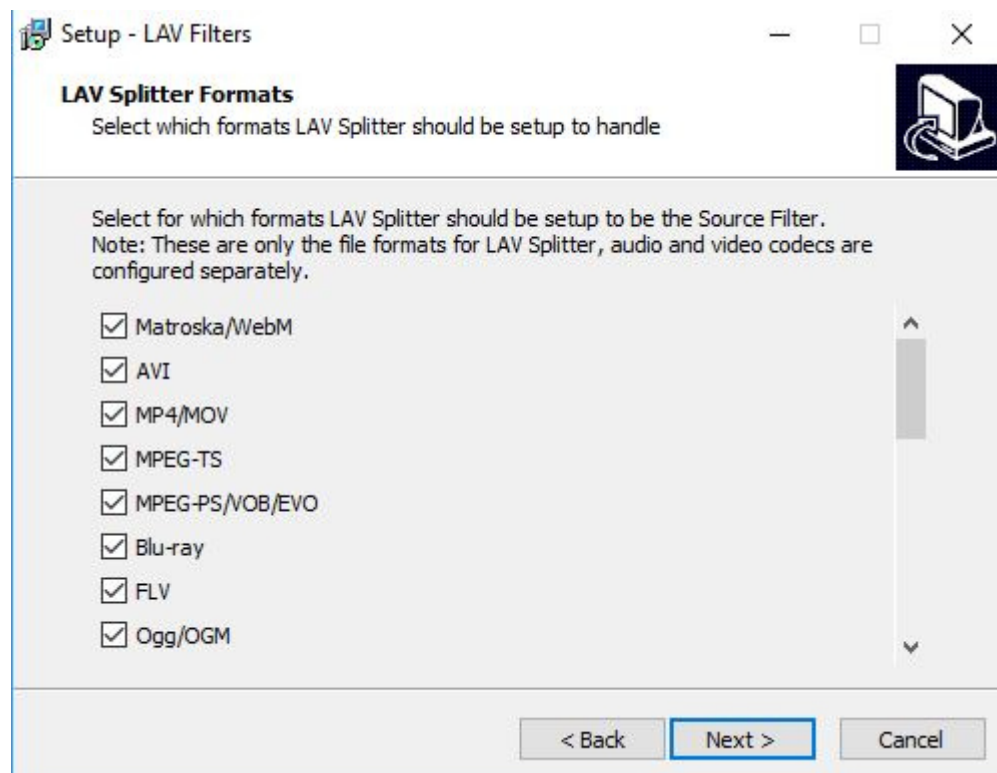 Setup - LAV Filters
LAV Splitter Formats
Select which formats LAV Splitter should be setup to handle
Select for which formats LAV Splitter should be setup to be the Source Filter.
Note: These are only the file formats for LAV Splitter, audio and video codecs are
configured separately.
Matroska/WebM
AVI
MP4/MOV
MPEG-TS
MPEG-PS/VOB/EVO
Blu-ray
FLV
Ogg/OGM
< Back Next > Cancel